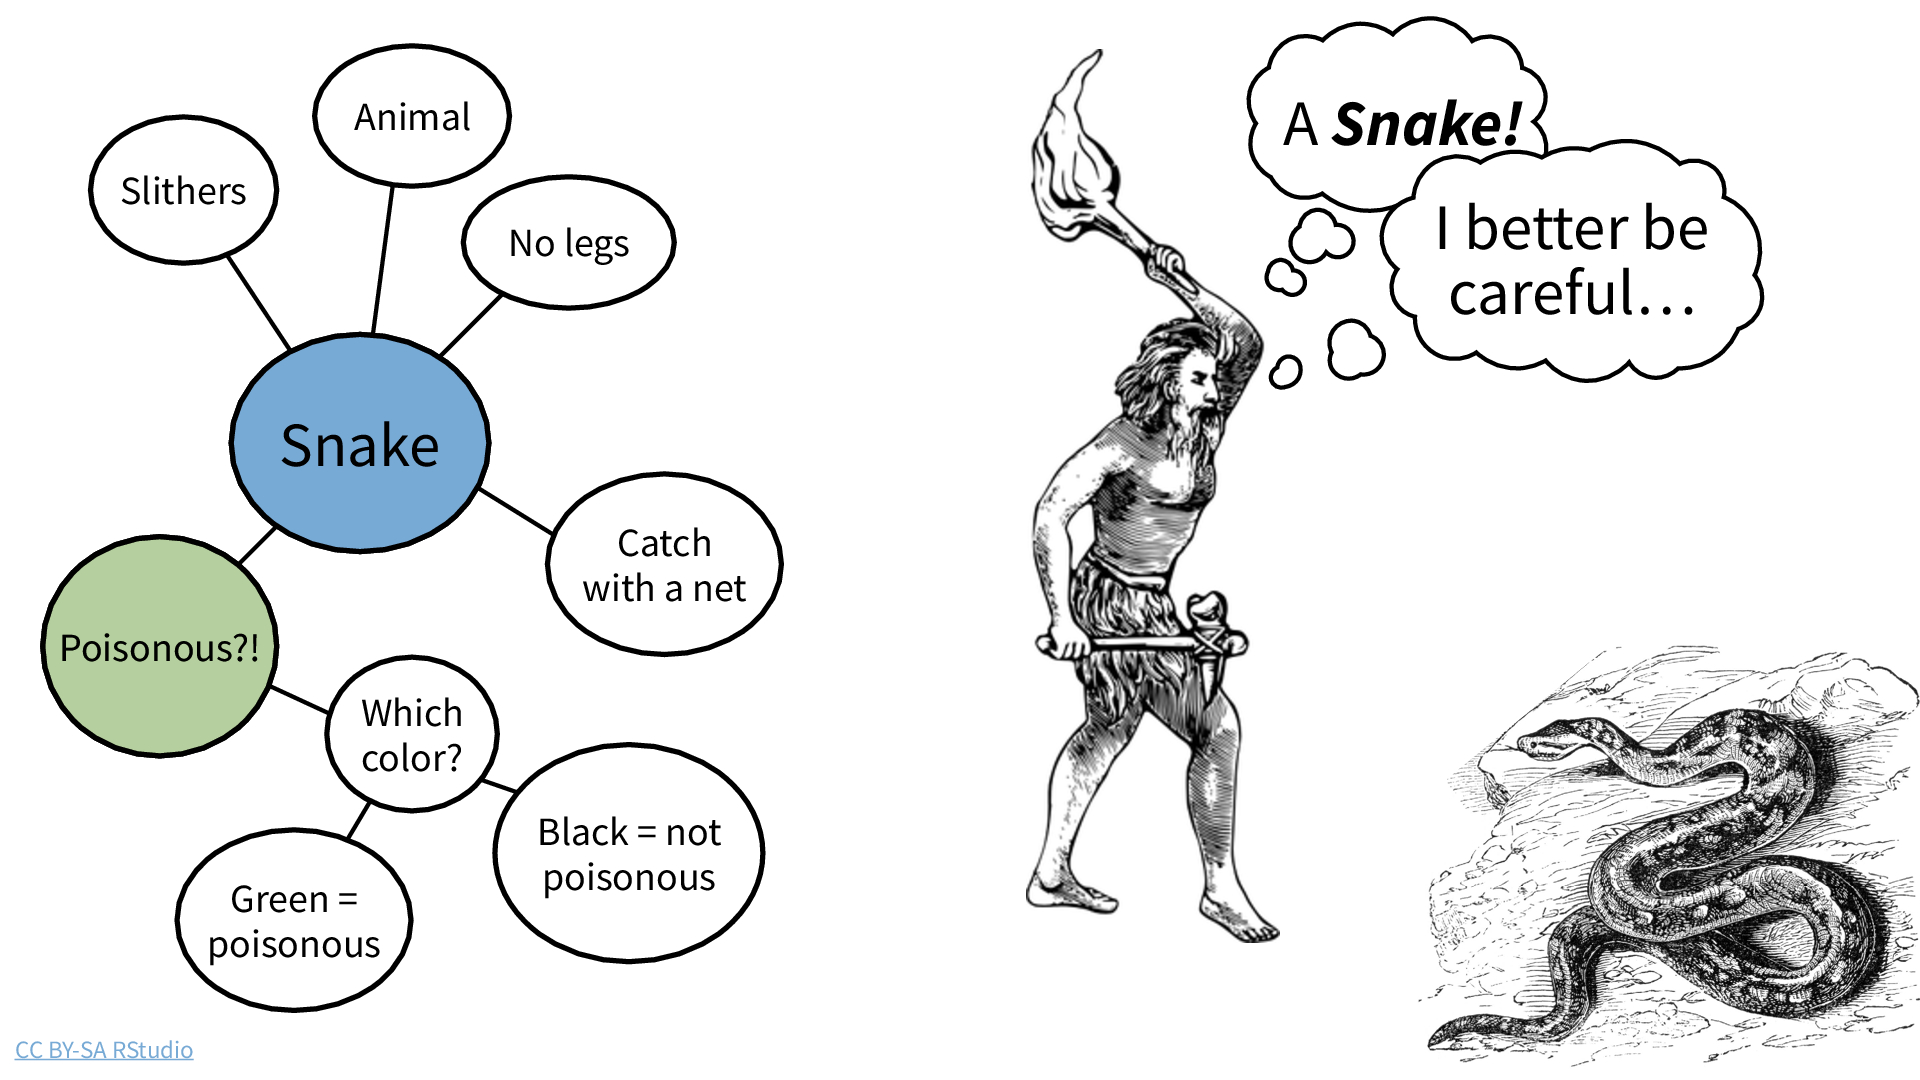 Animal
Slithers
No legs
Snake
Catch
with a net
Poisonous?!
Which
color?
Black = not
poisonous
Green =
poisonous
A Snake!
I better be
careful…
CC BY-SA RStudio